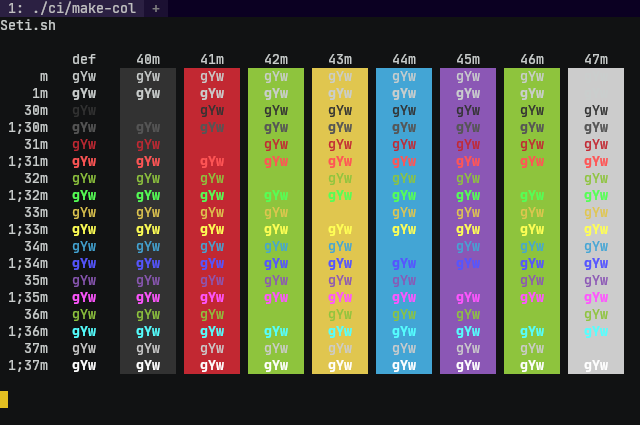 1: ./ci/make-col +
Seti.sh
def 40m 41m 42m 43m 44m 45m 46m 47m
m gYw gYw gYw gYw gYw gYw gYw gYw
1m gYw gYw gYw gYw gYw gYw gYw gYw
30m gYw gYw gYw gYw gYw gYw gYw gYw
1;30m gYw gYw gYw gYw gYw gYw gYw gYw gYw
31m gYw gYw gYw gYw gYw gYw gYw gYw
1;31m gYw gYw gYw gYw gYw gYw gYw gYw gYw
32m gYw gYw gYw gYw gYw gYw gYw
1;32m gYw gYw gYw gYw gYw gYw gYw gYw gYw
33m gYw gYw gYw gYw gYw gYw gYw gYw
1;33m gYw gYw gYw gYw gYw gYw gYw gYw gYw
34m gYw gYw gYw gYw gYw gYw gYw gYw
1;34m gYw gYw gYw gYw gYw gYw gYw gYw gYw
35m gYw gYw gYw gYw gYw gYw gYw gYw
1;35m gYw gYw gYw gYw gYw gYw gYw gYw gYw
36m gYw gYw gYw gYw gYw gYw gYw
1;36m gYw gYw gYw gYw gYw gYw gYw gYw gYw
37m gYw gYw gYw gYw gYw gYw gYw gYw
1;37m gYw gYw gYw gYw gYw gYw gYw gYw gYw